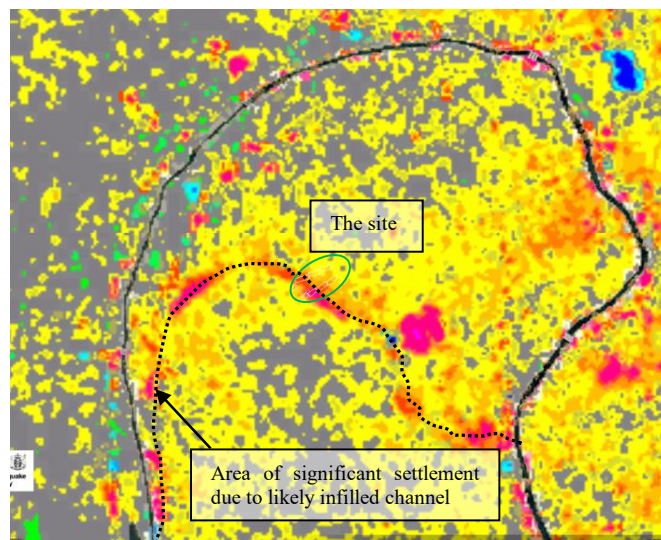 The site
Area of significant settlement
due to likely infilled channel